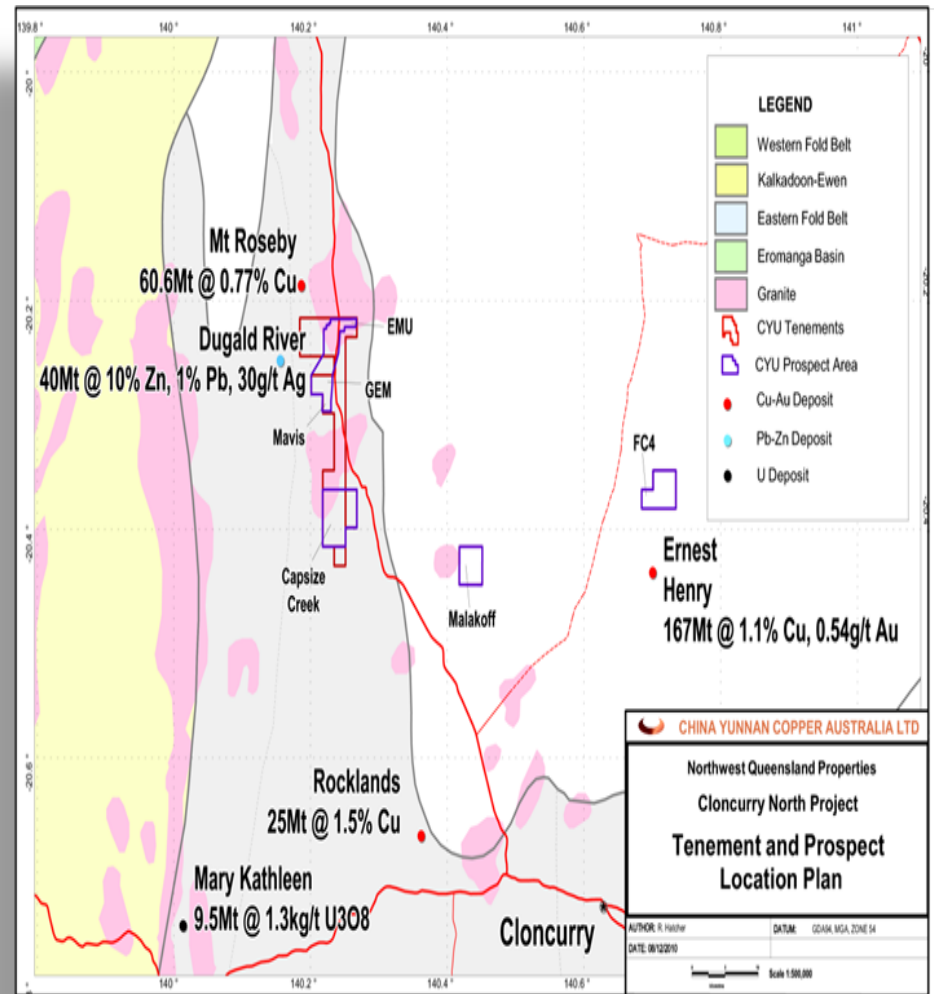 139.8 °
140 °
140.2 °
140.4 °
140.6 °
140.8 °
141 °
-20 °
-20.2 °
-20.4 °
-20.6 °
LEGEND
Western Fold Belt
Kalkadoon-Ewen
Eastern Fold Belt
Eromanga Basin
Granite
CYU Tenements
CYU Prospect Area
Cu-Au Deposit
Pb-Zn Deposit
U Deposit
Mt Roseby
60.6Mt @ 0.77% Cu
Dugald River
40Mt @ 10% Zn, 1% Pb, 30g/t Ag
EMU
GEM
Mavis
FC4
Capsize
Creek
Malakoff
Ernest
Henry
167Mt @ 1.1% Cu, 0.54g/t Au
Rocklands
25Mt @ 1.5% Cu
Mary Kathleen
9.5Mt @ 1.3kg/t U3O8
Cloncurry
CHINA YUNNAN COPPER AUSTRALIA LTD
Northwest Queensland Properties
Cloncurry North Project
Tenement and Prospect
Location Plan
AUTHOR: R. Hatcher
DATUM: GDA94, MGA, ZONE 54
DATE: 08/12/2010
Scale 1:500,000
140 °
140.2 °
140.4 °
140.6 °